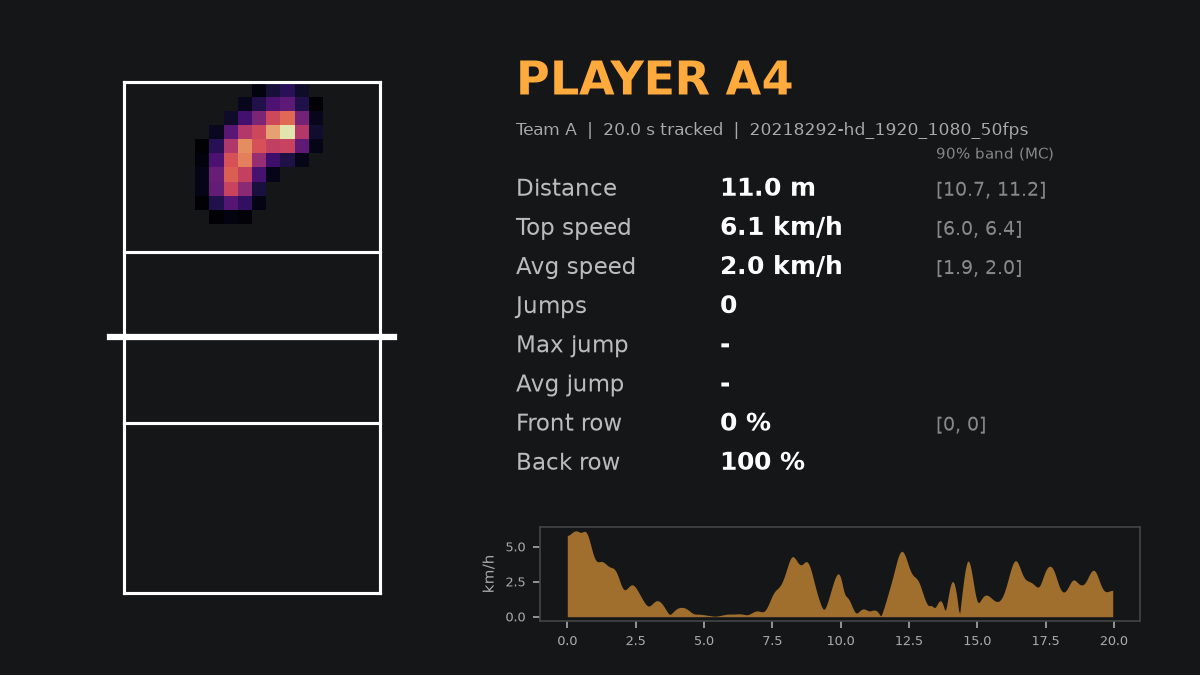 PLAYER A4
Team A | 20.0 s tracked | 20218292-hd_1920_1080_50fps
90% band (MC)
Distance 11.0 m [10.7, 11.2]
Top speed 6.1 km/h [6.0, 6.4]
Avg speed 2.0 km/h [1.9, 2.0]
Jumps 0
Max jump -
Avg jump -
Front row 0 % [0, 0]
Back row 100 %
km/h
5.0
2.5
0.0
0.0 2.5 5.0 7.5 10.0 12.5 15.0 17.5 20.0